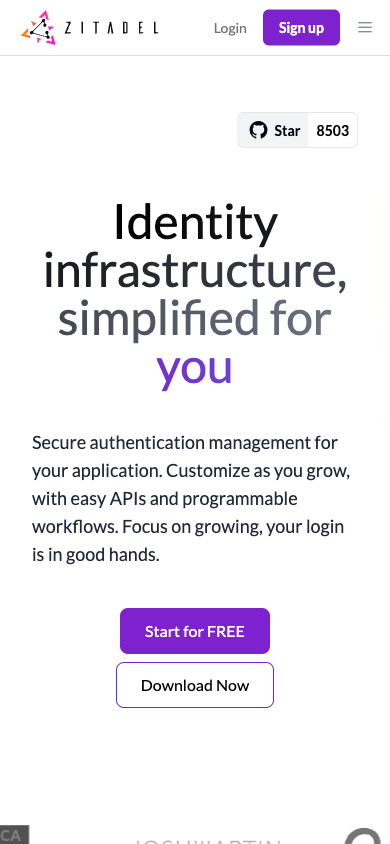 ZITADEL
Login
Sign up
Star
8503
Identity
infrastructure,
simplified for
you
Secure authentication management for
your application. Customize as you grow,
with easy APIs and programmable
workflows. Focus on growing, your login
is in good hands.
Start for FREE
Download Now
CA